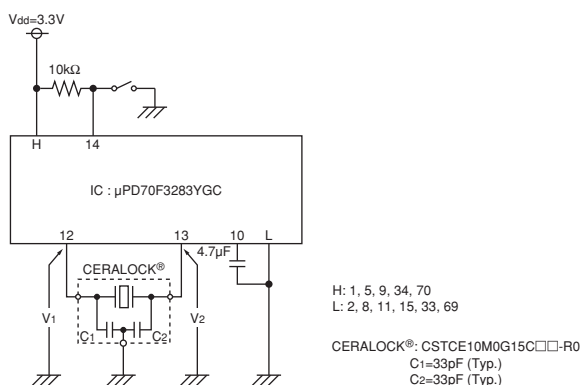 Vdd=3.3V
10kΩ
H
14
IC : μPD70F3283YGC
12
13
10
L
4.7μF
CERALOCK®
V1
C1
C2
V2
H: 1, 5, 9, 34, 70
L: 2, 8, 11, 15, 33, 69
CERALOCK®: CSTCE10M0G15C□□-R0
C1=33pF (Typ.)
C2=33pF (Typ.)